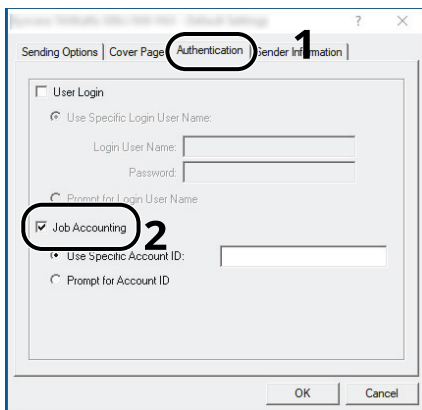 ? ×
1
Sending Options Cover Page Authentication Sender Information
User Login
Use Specific Login User Name:
Login User Name:
Password:
Prompt for Login User Name
Job Accounting 2
Use Specific Account ID:
Prompt for Account ID
OK Cancel